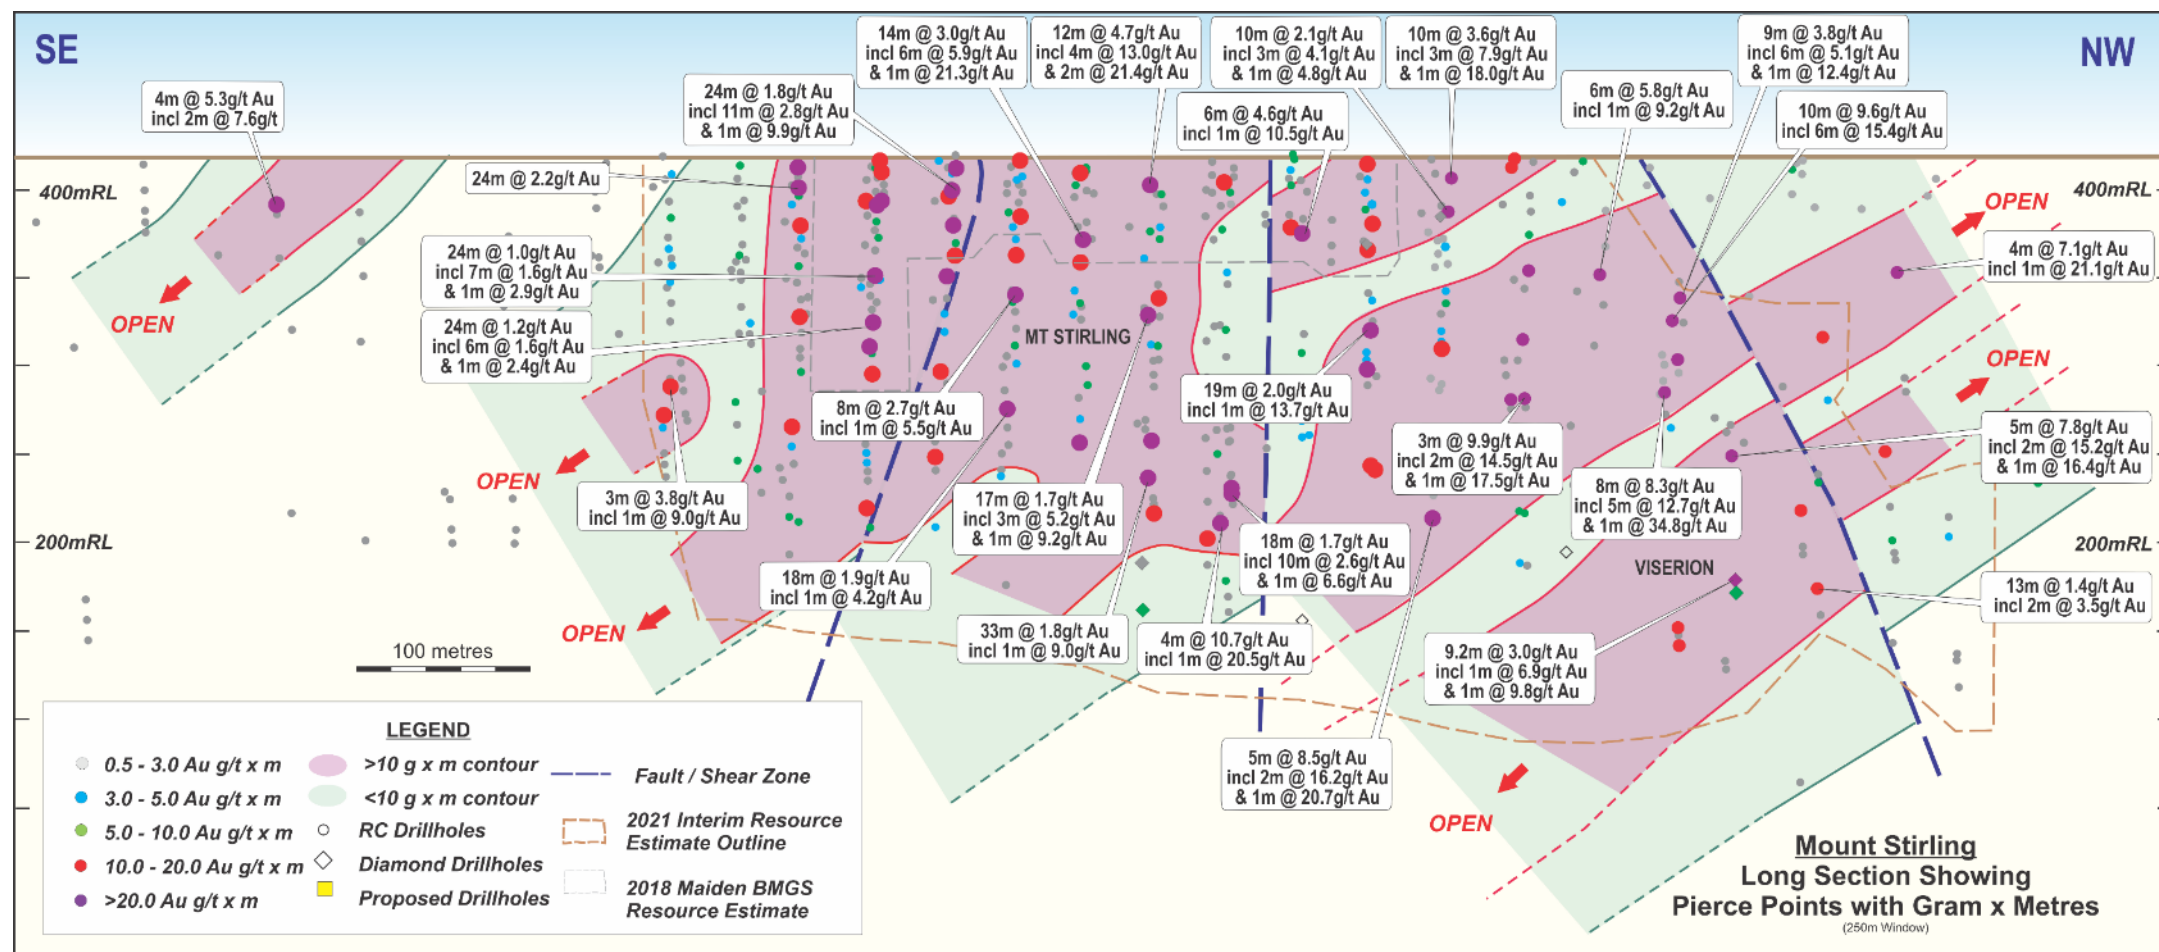 SE
NW
14m @ 3.0g/t Au
incl 6m @ 5.9g/t Au
& 1m @ 21.3g/t Au
12m @ 4.7g/t Au
incl 4m @ 13.0g/t Au
& 2m @ 21.4g/t Au
10m @ 2.1g/t Au
incl 3m @ 4.1g/t Au
& 1m @ 4.8g/t Au
10m @ 3.6g/t Au
incl 3m @ 7.9g/t Au
& 1m @ 18.0g/t Au
9m @ 3.8g/t Au
incl 6m @ 5.1g/t Au
& 1m @ 12.4g/t Au
4m @ 5.3g/t Au
incl 2m @ 7.6g/t
24m @ 1.8g/t Au
incl 11m @ 2.8g/t Au
& 1m @ 9.9g/t Au
6m @ 4.6g/t Au
incl 1m @ 10.5g/t Au
6m @ 5.8g/t Au
incl 1m @ 9.2g/t Au
10m @ 9.6g/t Au
incl 6m @ 15.4g/t Au
24m @ 2.2g/t Au
400mRL
400mRL
OPEN
4m @ 7.1g/t Au
incl 1m @ 21.1g/t Au
24m @ 1.0g/t Au
incl 7m @ 1.6g/t Au
& 1m @ 2.9g/t Au
OPEN
24m @ 1.2g/t Au
incl 6m @ 1.6g/t Au
& 1m @ 2.4g/t Au
MT STIRLING
OPEN
8m @ 2.7g/t Au
incl 1m @ 5.5g/t Au
19m @ 2.0g/t Au
incl 1m @ 13.7g/t Au
3m @ 9.9g/t Au
incl 2m @ 14.5g/t Au
& 1m @ 17.5g/t Au
5m @ 7.8g/t Au
incl 2m @ 15.2g/t Au
& 1m @ 16.4g/t Au
OPEN
3m @ 3.8g/t Au
incl 1m @ 9.0g/t Au
17m @ 1.7g/t Au
incl 3m @ 5.2g/t Au
& 1m @ 9.2g/t Au
8m @ 8.3g/t Au
incl 5m @ 12.7g/t Au
& 1m @ 34.8g/t Au
200mRL
200mRL
18m @ 1.7g/t Au
incl 10m @ 2.6g/t Au
& 1m @ 6.6g/t Au
VISERION
18m @ 1.9g/t Au
incl 1m @ 4.2g/t Au
13m @ 1.4g/t Au
incl 2m @ 3.5g/t Au
OPEN
33m @ 1.8g/t Au
incl 1m @ 9.0g/t Au
4m @ 10.7g/t Au
incl 1m @ 20.5g/t Au
9.2m @ 3.0g/t Au
incl 1m @ 6.9g/t Au
& 1m @ 9.8g/t Au
100 metres
5m @ 8.5g/t Au
incl 2m @ 16.2g/t Au
& 1m @ 20.7g/t Au
OPEN
LEGEND
0.5 - 3.0 Au g/t x m
3.0 - 5.0 Au g/t x m
5.0 - 10.0 Au g/t x m
10.0 - 20.0 Au g/t x m
>20.0 Au g/t x m
>10 g x m contour
<10 g x m contour
RC Drillholes
Diamond Drillholes
Proposed Drillholes
Fault / Shear Zone
2021 Interim Resource
Estimate Outline
2018 Maiden BMGS
Resource Estimate
Mount Stirling
Long Section Showing
Pierce Points with Gram x Metres
(250m Window)